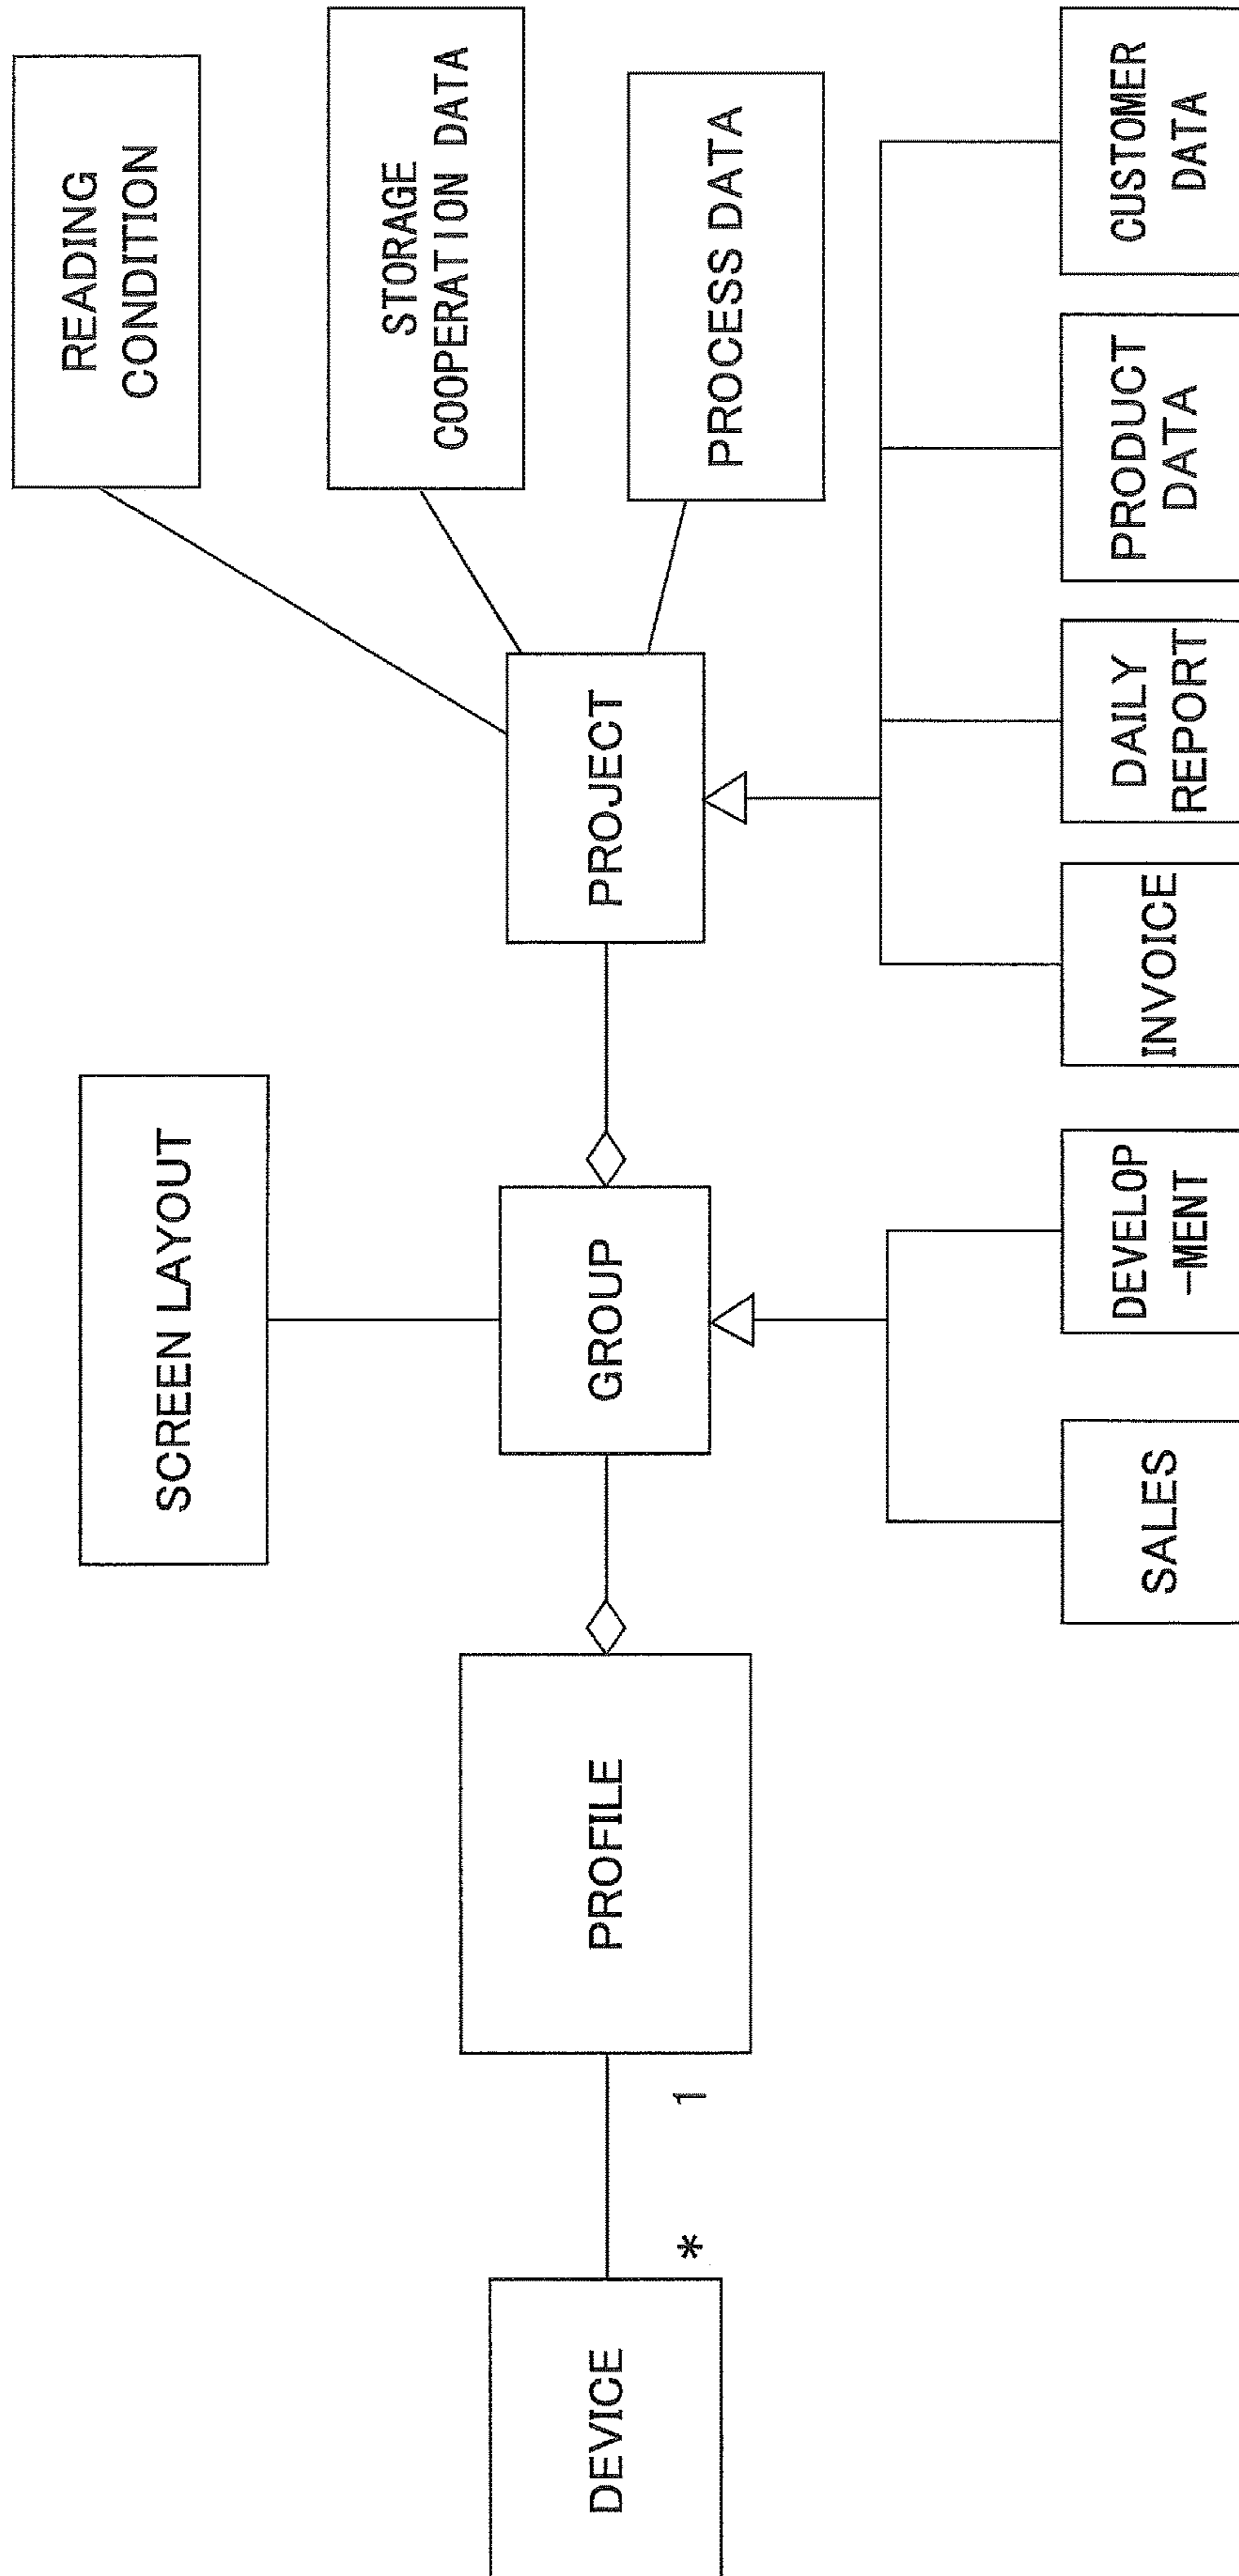 READING
CONDITION
STORAGE
COOPERATION DATA
SCREEN LAYOUT
PROCESS DATA
DEVICE
*
1
PROFILE
GROUP
PROJECT
SALES
DEVELOP
-MENT
INVOICE
DAILY
REPORT
PRODUCT
DATA
CUSTOMER
DATA